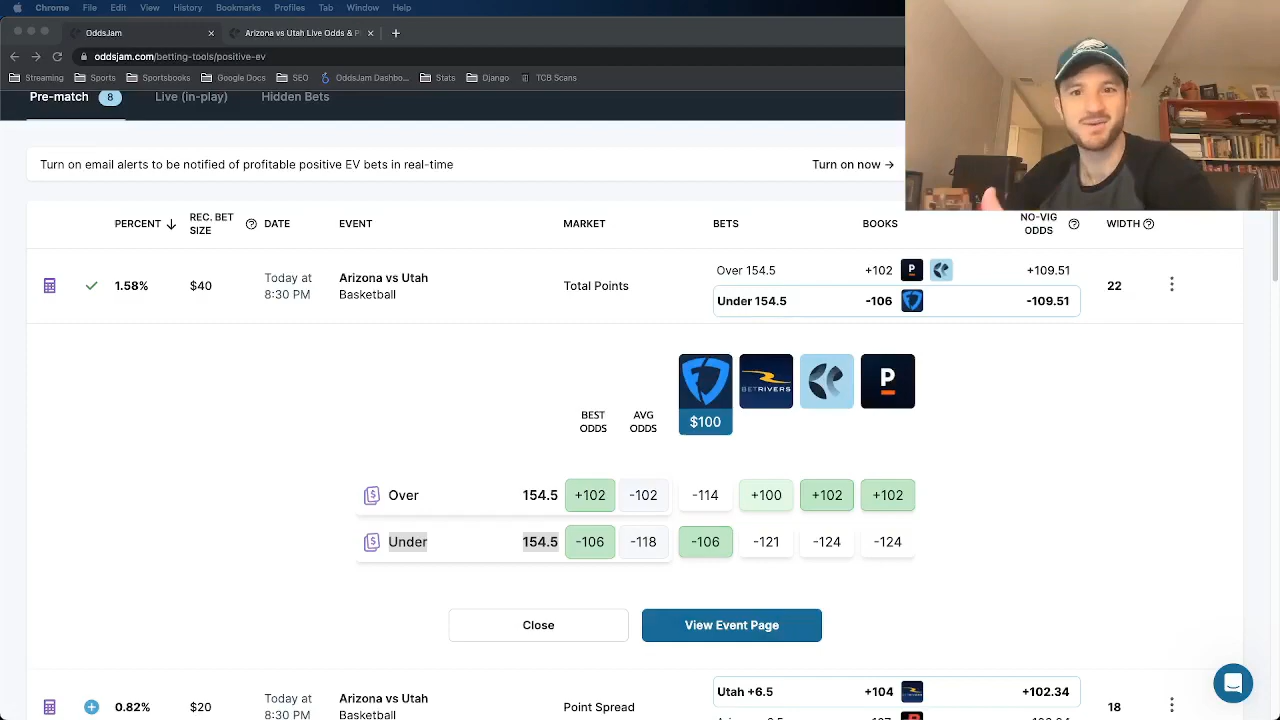 Chrome File Edit View History Bookmarks Profiles Tab Window Help
OddsJam Arizona vs Utah Live Odds & P
oddsjam.com/betting-tools/positive-ev
Streaming Sports Sportsbooks Google Docs SEO OddsJam Dashbo... Stats Django TCB Scans
Pre-match 8 Live (in-play) Hidden Bets
Turn on email alerts to be notified of profitable positive EV bets in real-time Turn on now →
PERCENT REC. BET SIZE DATE EVENT MARKET BETS BOOKS NO-VIG ODDS WIDTH
1.58% $40 Today at 8:30 PM Arizona vs Utah Basketball Total Points
Over 154.5 +102 P +109.51
Under 154.5 -106 -109.51
22
BETRIVERS P
BEST ODDS AVG ODDS $100
Over 154.5 +102 -102 -114 +100 +102 +102
Under 154.5 -106 -118 -106 -121 -124 -124
Close View Event Page
0.82% $20 Today at 8:30 PM Arizona vs Utah Basketball Point Spread
Utah +6.5 +104 +102.34
18